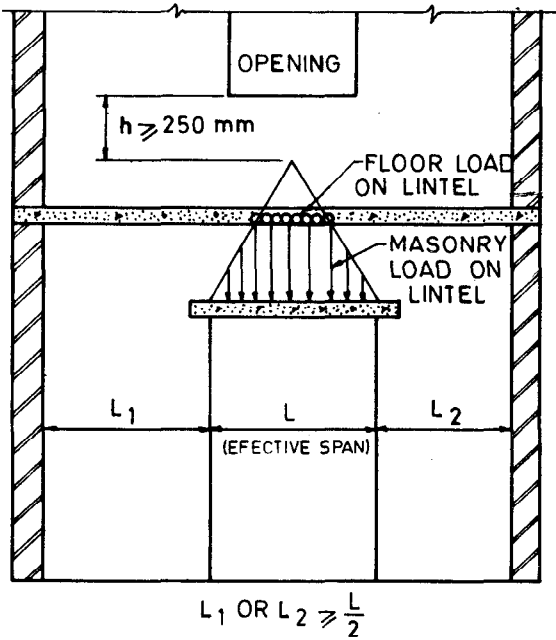 OPENING
h ⩾ 250 mm
FLOOR LOAD
ON LINTEL
MASONRY
LOAD ON
LINTEL
L₁
L
L₂
(EFECTIVE SPAN)
L₁ OR L₂ ⩾ L/2